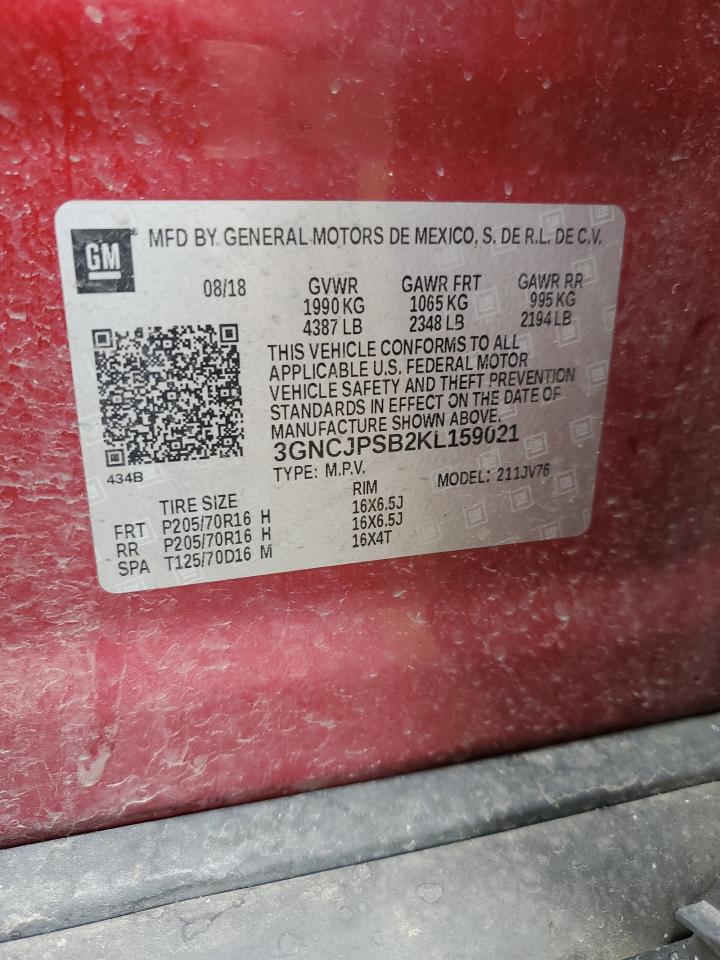 GM
MFD BY GENERAL MOTORS DE MEXICO, S. DE R.L. DE C.V.
08/18 GVWR GAWR FRT GAWR RR
1990 KG 1065 KG 995 KG
4387 LB 2348 LB 2194 LB
THIS VEHICLE CONFORMS TO ALL
APPLICABLE U.S. FEDERAL MOTOR
VEHICLE SAFETY AND THEFT PREVENTION
STANDARDS IN EFFECT ON THE DATE OF
MANUFACTURE SHOWN ABOVE.
3GNCJPSB2KL159021
434B
TYPE: M.P.V. MODEL: 211JV76
TIRE SIZE RIM
FRT P205/70R16 H 16X6.5J
RR P205/70R16 H 16X6.5J
SPA T125/70D16 M 16X4T